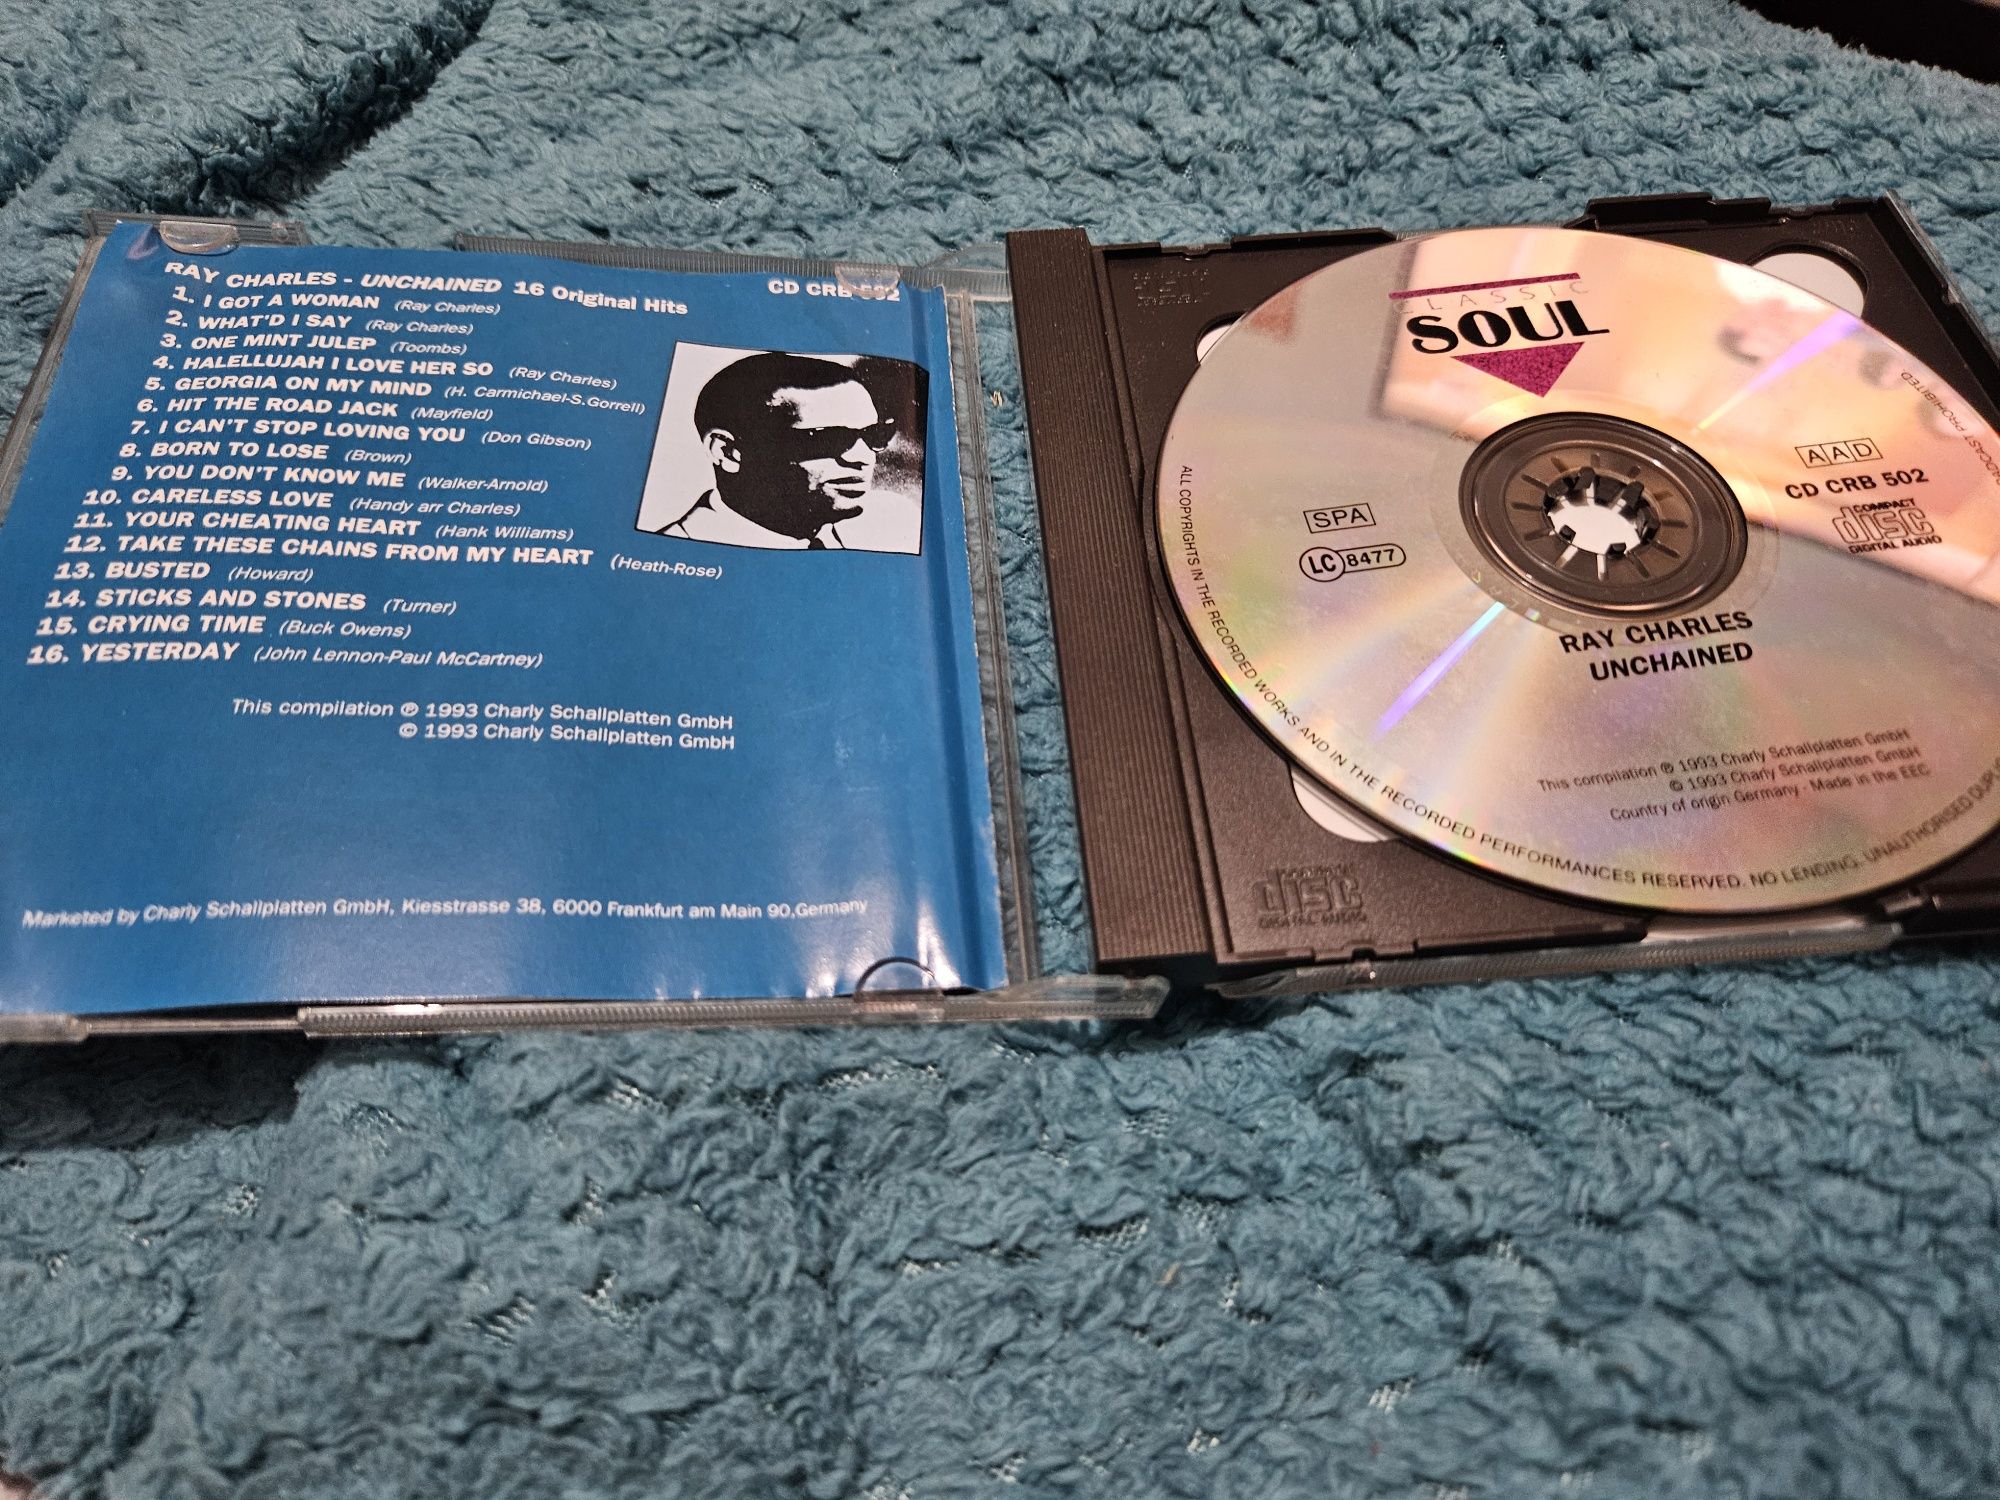 RAY CHARLES - UNCHAINED 16 Original Hits
CD CRB 502
1. I GOT A WOMAN (Ray Charles)
2. WHAT'D I SAY (Ray Charles)
3. ONE MINT JULEP (Toombs)
4. HALELLUJAH I LOVE HER SO (Ray Charles)
5. GEORGIA ON MY MIND (H. Carmichael-S.Gorrell)
6. HIT THE ROAD JACK (Mayfield)
7. I CAN'T STOP LOVING YOU (Don Gibson)
8. BORN TO LOSE (Brown)
9. YOU DON'T KNOW ME (Walker-Arnold)
10. CARELESS LOVE (Handy arr Charles)
11. YOUR CHEATING HEART (Hank Williams)
12. TAKE THESE CHAINS FROM MY HEART (Heath-Rose)
13. BUSTED (Howard)
14. STICKS AND STONES (Turner)
15. CRYING TIME (Buck Owens)
16. YESTERDAY (John Lennon-Paul McCartney)
This compilation ℗ 1993 Charly Schallplatten GmbH
© 1993 Charly Schallplatten GmbH
Marketed by Charly Schallplatten GmbH, Kiesstrasse 38, 6000 Frankfurt am Main 90,Germany
CLASSIC
SOUL
AAD
CD CRB 502
COMPACT
disc
DIGITAL AUDIO
SPA
LC 8477
RAY CHARLES
UNCHAINED
This compilation ℗ 1993 Charly Schallplatten GmbH
© 1993 Charly Schallplatten GmbH
Country of origin Germany · Made in the EEC
ALL COPYRIGHTS IN THE RECORDED WORKS AND IN THE RECORDED PERFORMANCES RESERVED. NO LENDING. UNAUTHORISED
PROHIBITED.
disc
DIGITAL AUDIO